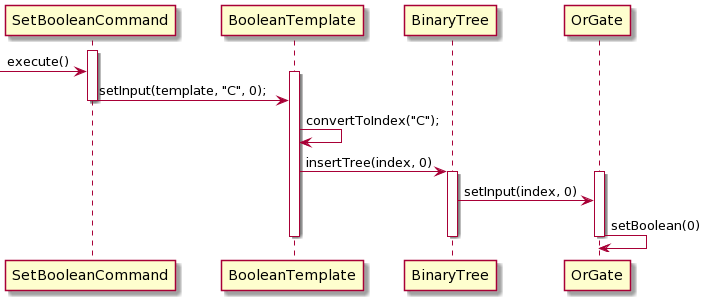 SetBooleanCommand BooleanTemplate BinaryTree OrGate
execute()
setInput(template, "C", 0);
convertToIndex("C");
insertTree(index, 0)
setInput(index, 0)
setBoolean(0)
SetBooleanCommand BooleanTemplate BinaryTree OrGate